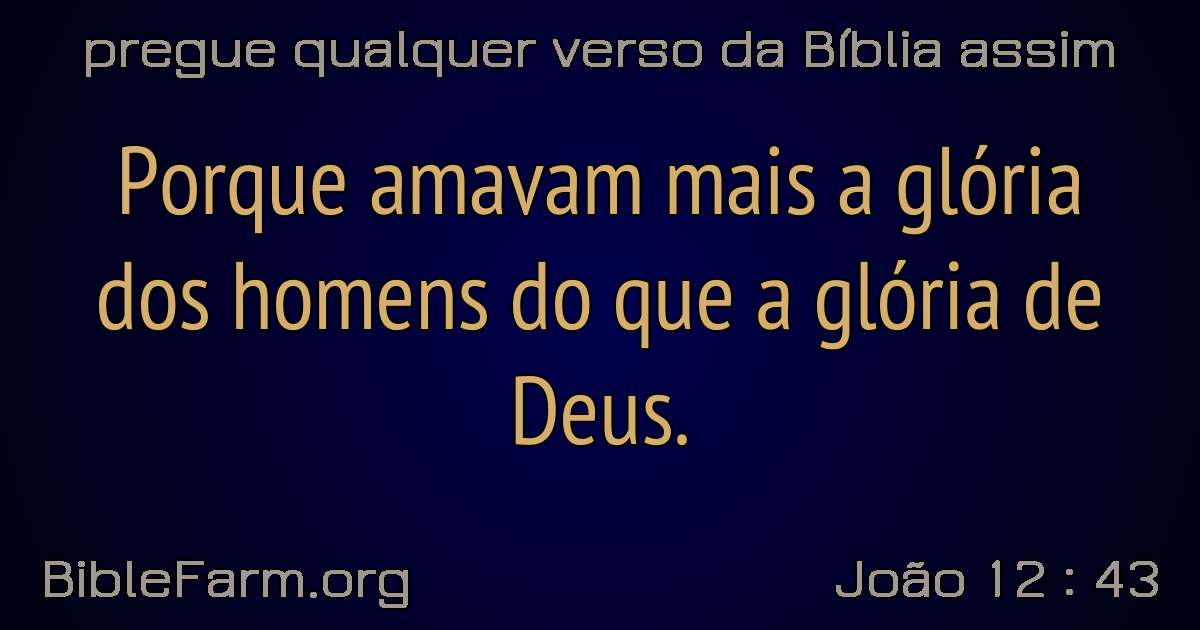 pregue qualquer verso da Bíblia assim
Porque amavam mais a glória
dos homens do que a glória de
Deus.
BibleFarm.org
João 12 : 43